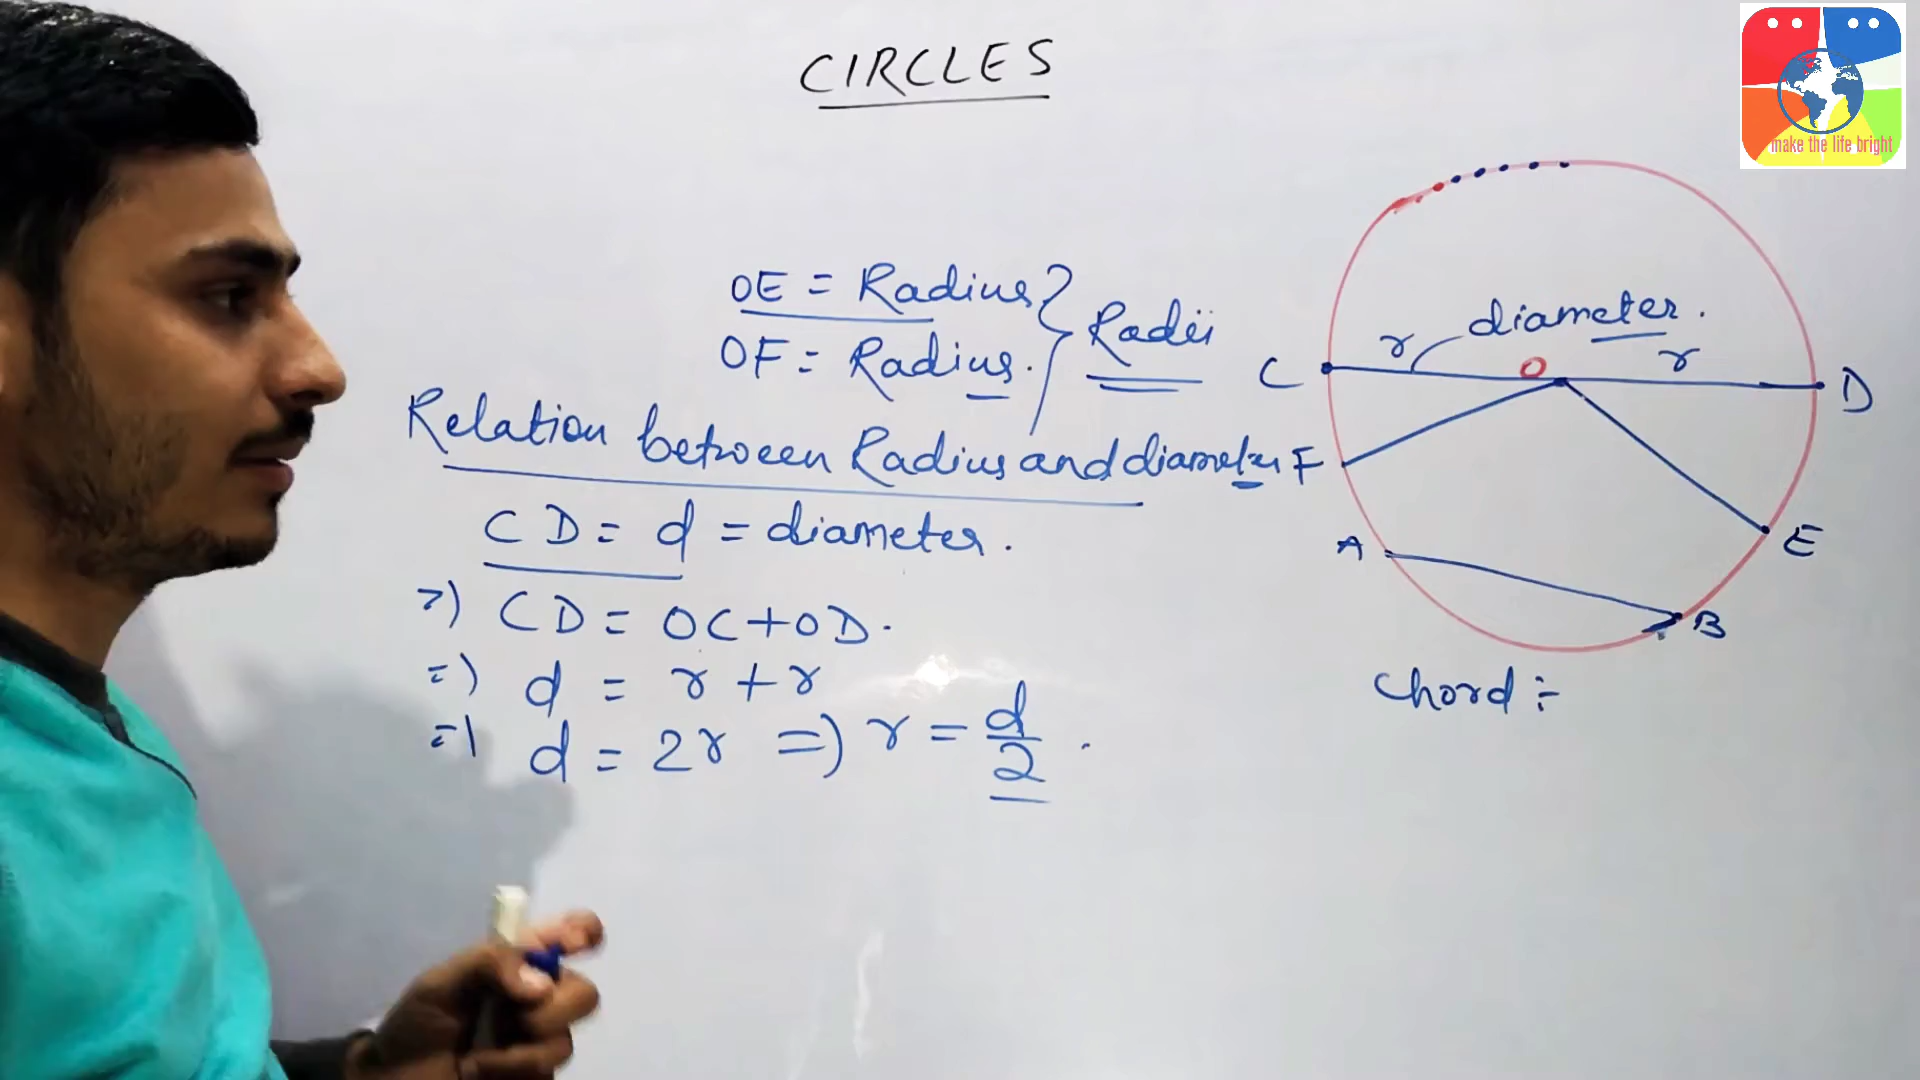 CIRCLES
make the life bright
OE = Radius
OF = Radius.
Radii
diameter.
r
r
O
C
D
F
E
A
B
Relation between Radius and diameter
CD = d = diameter.
=) CD = OC+OD.
=) d = r + r
=) d = 2r =) r = d/2.
Chord :-